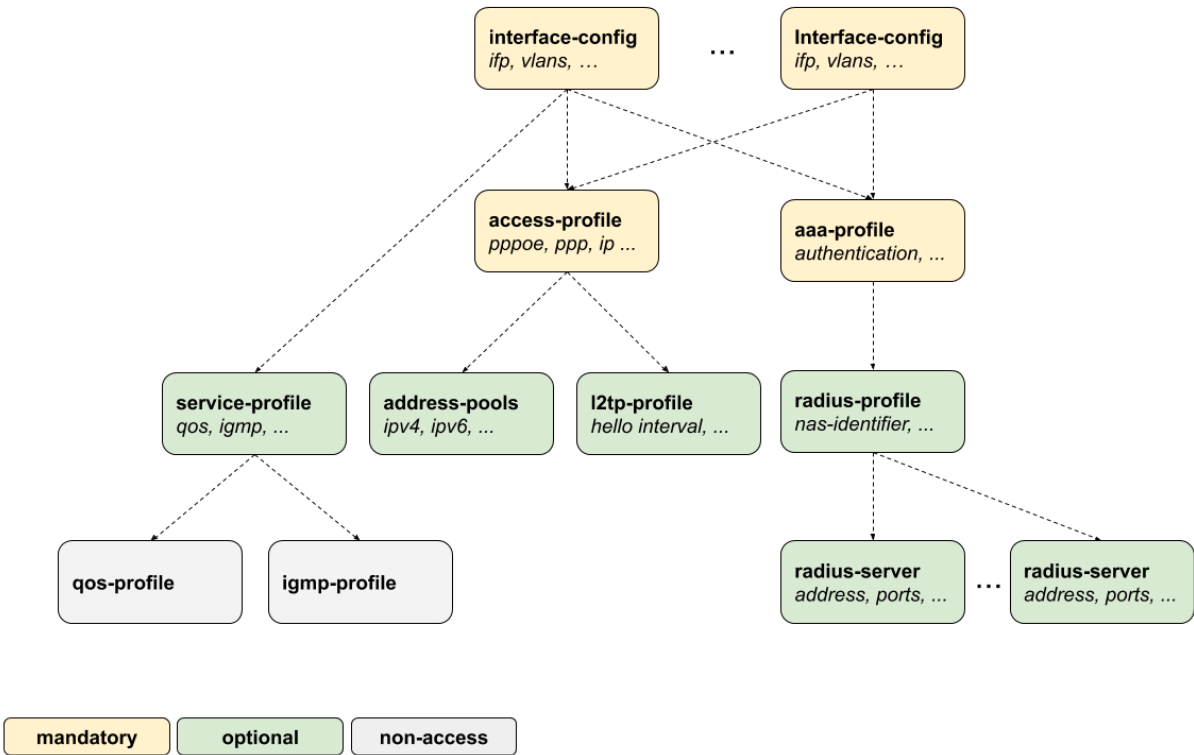 interface-config
ifp, vlans, …
...
Interface-config
ifp, vlans, …
access-profile
pppoe, ppp, ip ...
aaa-profile
authentication, ...
service-profile
qos, igmp, ...
address-pools
ipv4, ipv6, ...
l2tp-profile
hello interval, ...
radius-profile
nas-identifier, ...
qos-profile
igmp-profile
radius-server
address, ports, ...
...
radius-server
address, ports, ...
mandatory
optional
non-access